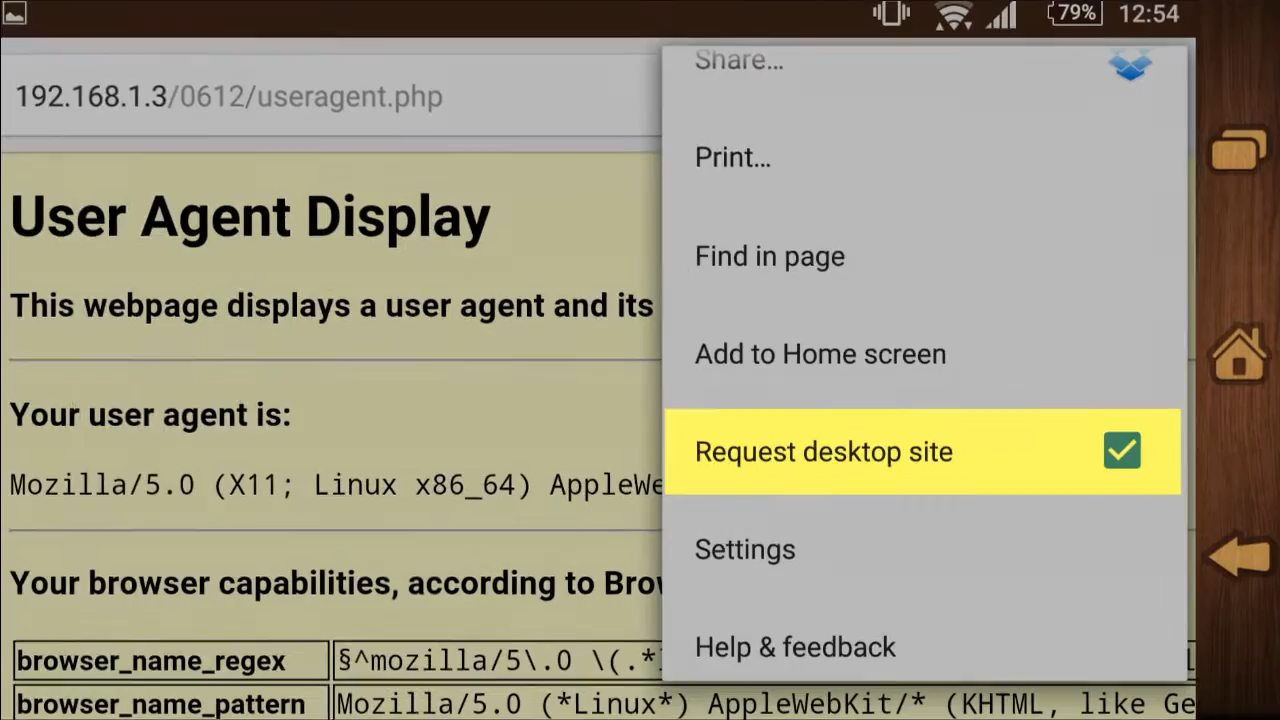 79% 12:54
192.168.1.3/0612/useragent.php
User Agent Display
This webpage displays a user agent and its
Your user agent is:
Mozilla/5.0 (X11; Linux x86_64) AppleWe
Your browser capabilities, according to Bro
browser_name_regex §^mozilla/5\.0 \(.*
browser_name_pattern Mozilla/5.0 (*Linux*) AppleWebKit/* (KHTML, like Ge
Share…
Print…
Find in page
Add to Home screen
Request desktop site
Settings
Help & feedback